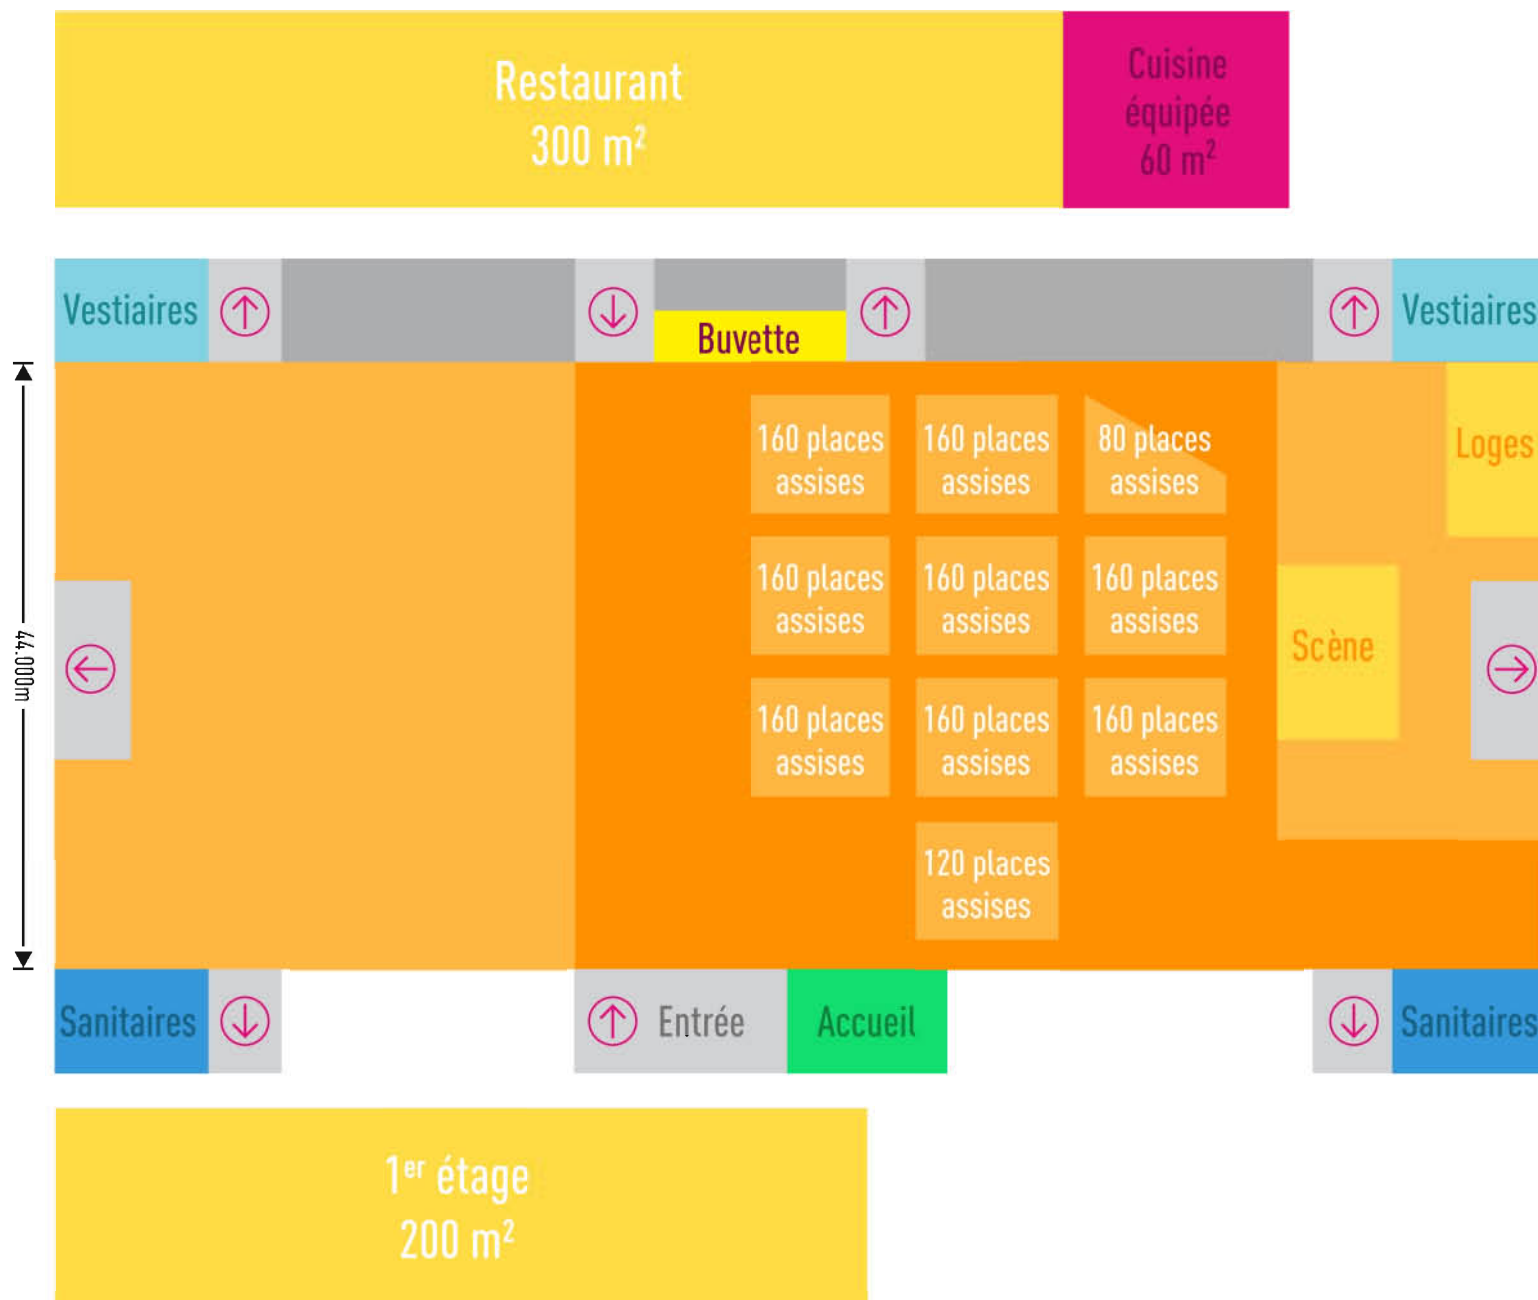 Restaurant
300 m²
Cuisine
équipée
60 m²
Vestiaires
Buvette
Vestiaires
160 places
assises
160 places
assises
80 places
assises
Loges
160 places
assises
160 places
assises
160 places
assises
Scène
44.000m
160 places
assises
160 places
assises
160 places
assises
120 places
assises
Sanitaires
Entrée
Accueil
Sanitaires
1er étage
200 m²